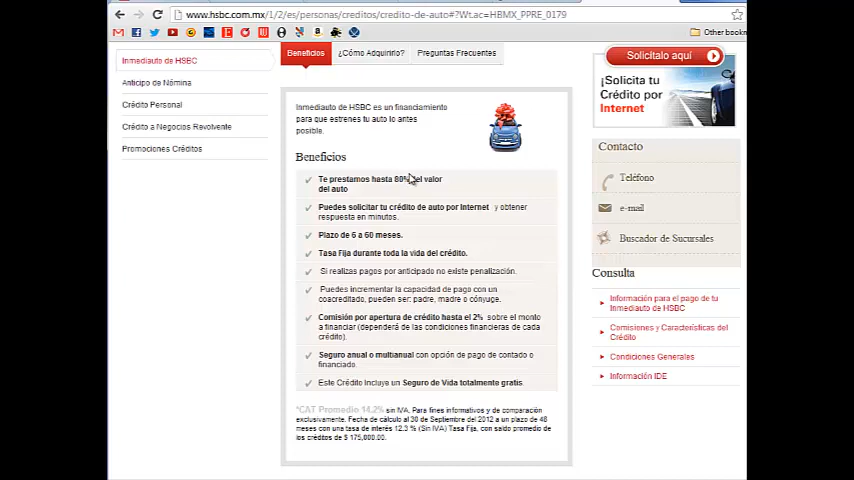 www.hsbc.com.mx/1/2/es/personas/creditos/credito-de-auto#?Wt.ac=HBMX_PPRE_0179
Other bookm
Inmediauto de HSBC
Anticipo de Nómina
Crédito Personal
Crédito a Negocios Revolvente
Promociones Créditos
Beneficios
¿Cómo Adquirirlo?
Preguntas Frecuentes
Inmediauto de HSBC es un financiamiento
para que estrenes tu auto lo antes
posible.
Beneficios
Te prestamos hasta 80% del valor
del auto
Puedes solicitar tu crédito de auto por Internet y obtener
respuesta en minutos.
Plazo de 6 a 60 meses.
Tasa Fija durante toda la vida del crédito.
Si realizas pagos por anticipado no existe penalización.
Puedes incrementar la capacidad de pago con un
coacreditado, pueden ser: padre, madre o cónyuge.
Comisión por apertura de crédito hasta el 2% sobre el monto
a financiar (dependerá de las condiciones financieras de cada
crédito).
Seguro anual o multianual con opción de pago de contado o
financiado.
Este Crédito Incluye un Seguro de Vida totalmente gratis.
*CAT Promedio 14.2% sin IVA, Para fines informativos y de comparación
exclusivamente. Fecha de cálculo al 30 de Septiembre del 2012 a un plazo de 48
meses con una tasa de interés 12.3 % (Sin IVA) Tasa Fija, con saldo promedio de
los créditos de $ 175,000.00.
Solicitalo aquí
¡Solicita tu
Crédito por
Internet
Contacto
Teléfono
e-mail
Buscador de Sucursales
Consulta
Información para el pago de tu
Inmediauto de HSBC
Comisiones y Características del
Crédito
Condiciones Generales
Información IDE